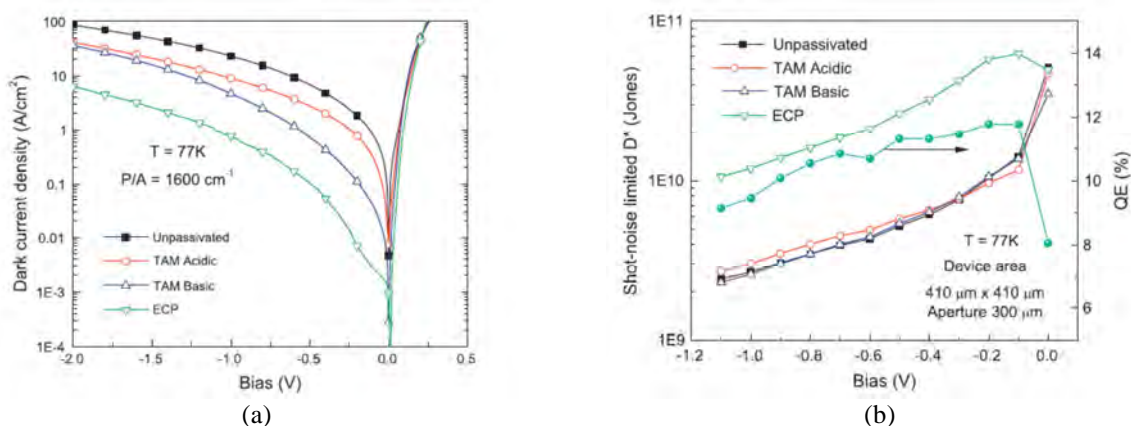 100
10
1
0.1
0.01
1E-3
1E-4
Dark current density (A/cm²)
T = 77K
P/A = 1600 cm⁻¹
Unpassivated
TAM Acidic
TAM Basic
ECP
-2.0 -1.5 -1.0 -0.5 0.0 0.5
Bias (V)
(a)
1E11
1E10
1E9
Shot-noise limited D* (Jones)
Unpassivated
TAM Acidic
TAM Basic
ECP
14
12
10
8
6
QE (%)
T = 77K
Device area
410 μm x 410 μm
Aperture 300 μm
-1.2 -1.0 -0.8 -0.6 -0.4 -0.2 0.0
Bias (V)
(b)